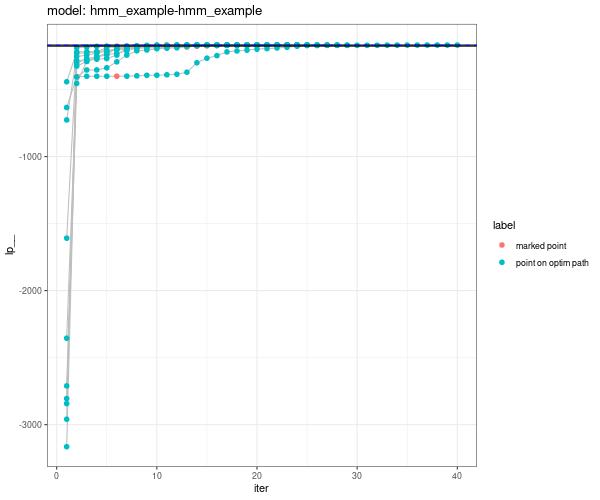 model: hmm_example-hmm_example
lp__
-1000
-2000
-3000
0
10
20
30
40
iter
label
marked point
point on optim path